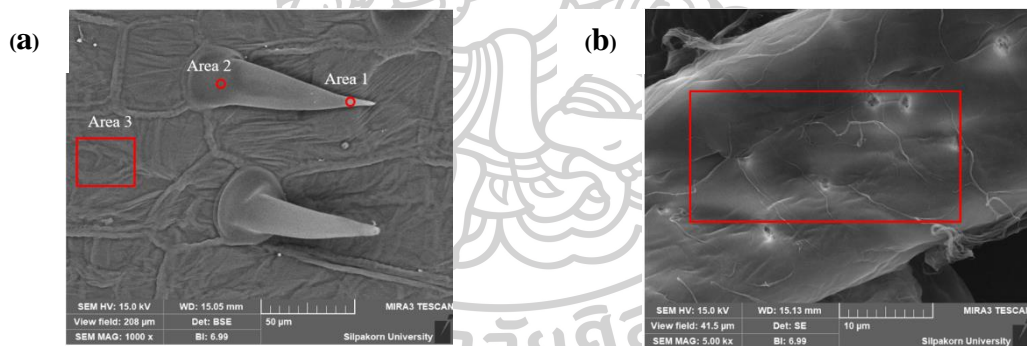 (a)
Area 2
Area 1
Area 3
SEM HV: 15.0 kV WD: 15.05 mm MIRA3 TESCAN
View field: 208 µm Det: BSE 50 µm
SEM MAG: 1000 x BI: 6.99 Silpakorn University
(b)
SEM HV: 15.0 kV WD: 15.13 mm MIRA3 TESCAN
View field: 41.5 µm Det: SE 10 µm
SEM MAG: 5.00 kx BI: 6.99 Silpakorn University